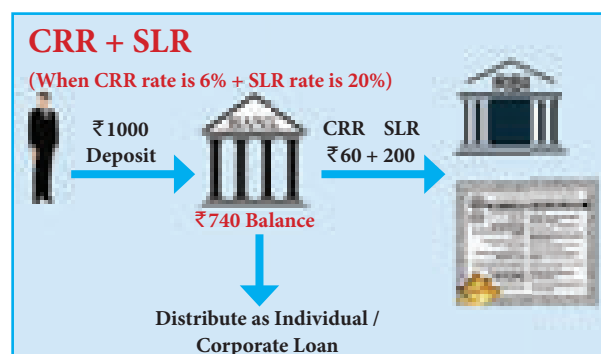 CRR + SLR
(When CRR rate is 6% + SLR rate is 20%)
₹1000
Deposit
BANK
CRR SLR
₹60 + 200
₹740 Balance
Distribute as Individual /
Corporate Loan